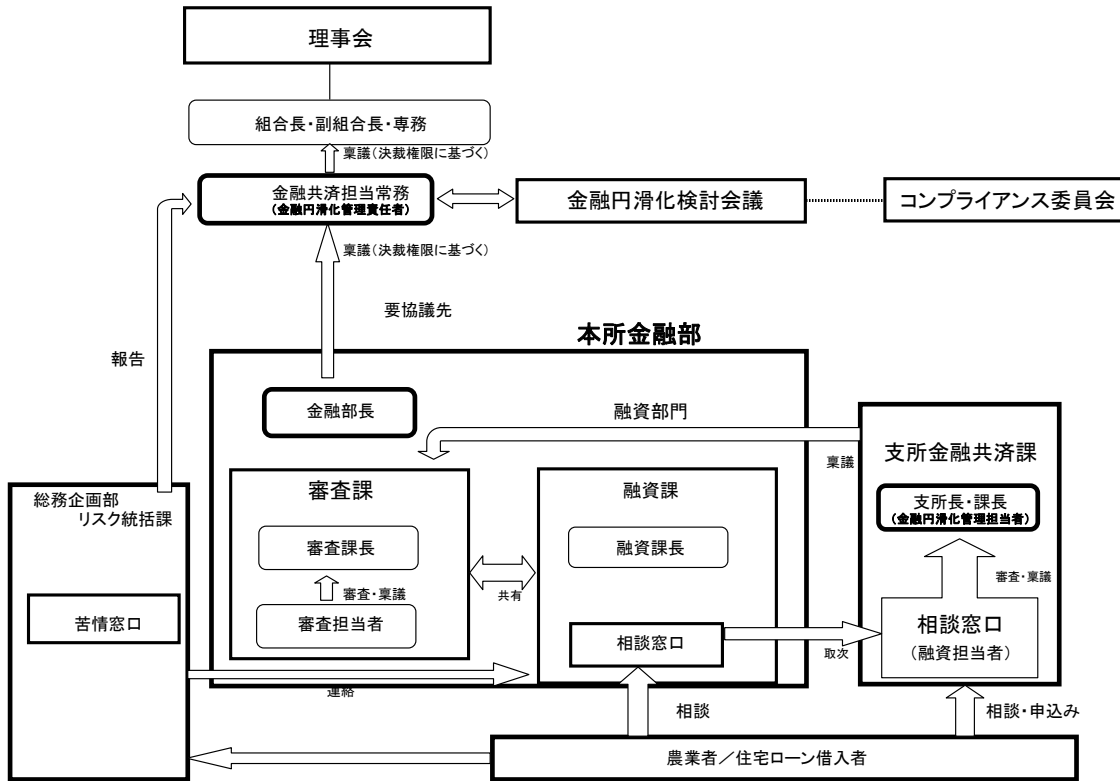 理事会
組合長・副組合長・専務
稟議（決裁権限に基づく）
金融共済担当常務
（金融円滑化管理責任者）
金融円滑化検討会議
コンプライアンス委員会
稟議（決裁権限に基づく）
要協議先
報告
本所金融部
金融部長
融資部門
稟議
支所金融共済課
支所長・課長
（金融円滑化管理担当者）
審査・稟議
相談窓口
（融資担当者）
審査課
審査課長
審査・稟議
審査担当者
共有
融資課
融資課長
相談窓口
取次
総務企画部
リスク統括課
苦情窓口
連絡
相談
相談・申込み
農業者／住宅ローン借入者